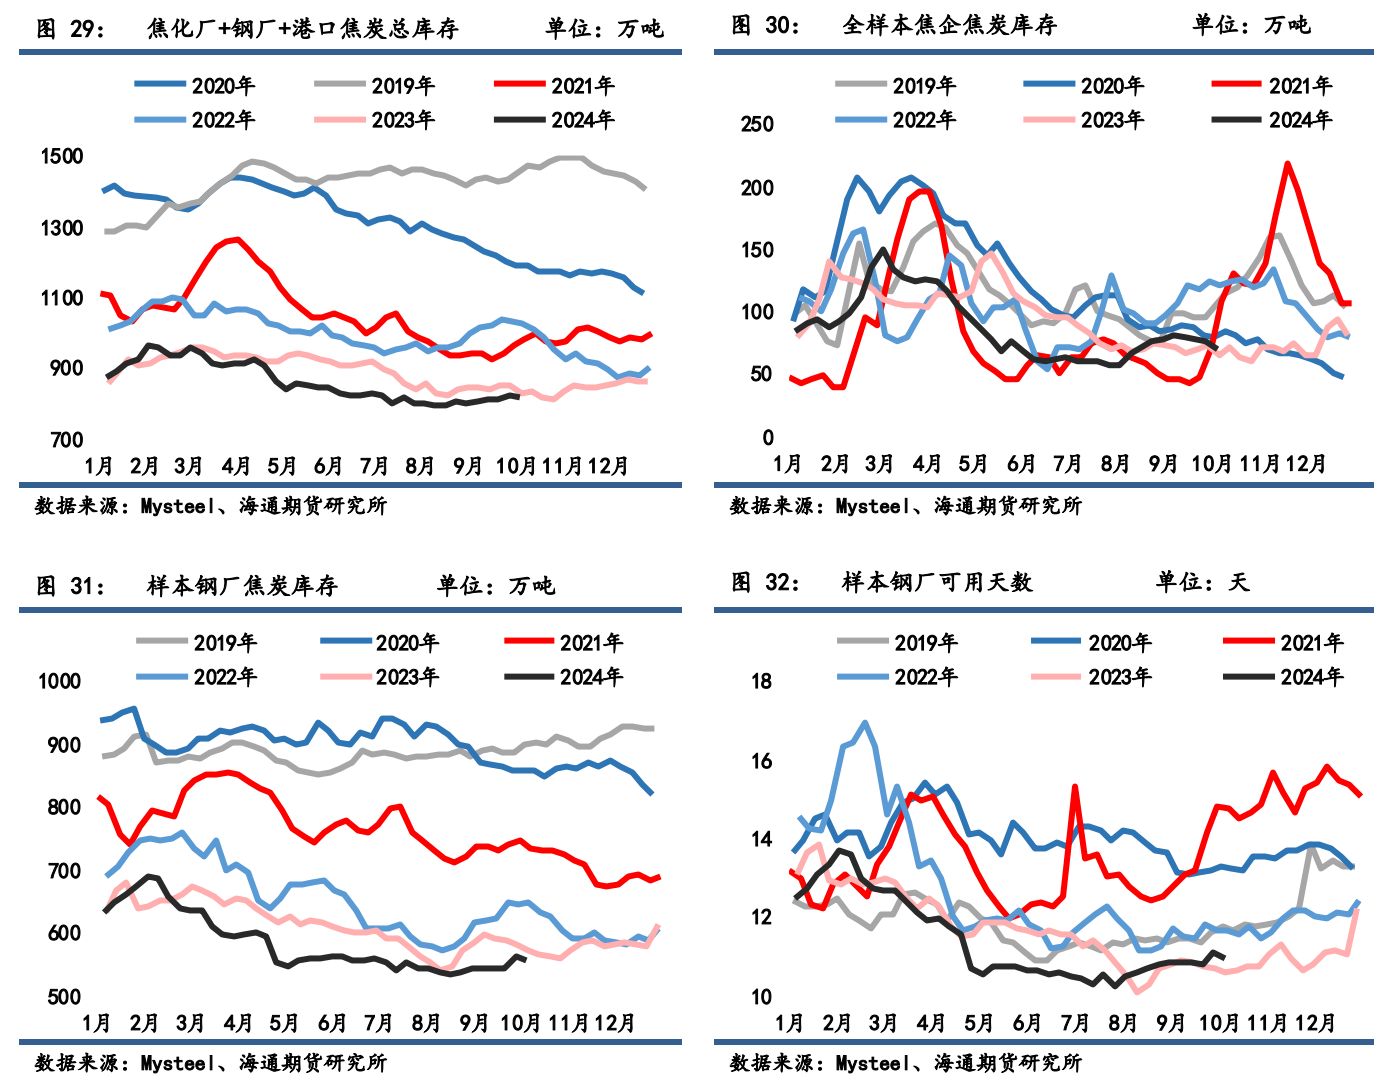 图 29： 焦化厂+钢厂+港口焦炭总库存 单位：万吨
2020年 2019年 2021年
2022年 2023年 2024年
1500
1300
1100
900
700
1月 2月 3月 4月 5月 6月 7月 8月 9月 10月 11月 12月
数据来源：Mysteel、海通期货研究所
图 30： 全样本焦企焦炭库存 单位：万吨
2019年 2020年 2021年
2022年 2023年 2024年
250
200
150
100
50
0
1月 2月 3月 4月 5月 6月 7月 8月 9月 10月 11月 12月
数据来源：Mysteel、海通期货研究所
图 31： 样本钢厂焦炭库存 单位：万吨
2019年 2020年 2021年
2022年 2023年 2024年
1000
900
800
700
600
500
1月 2月 3月 4月 5月 6月 7月 8月 9月 10月 11月 12月
数据来源：Mysteel、海通期货研究所
图 32： 样本钢厂可用天数 单位：天
2019年 2020年 2021年
2022年 2023年 2024年
18
16
14
12
10
1月 2月 3月 4月 5月 6月 7月 8月 9月 10月 11月 12月
数据来源：Mysteel、海通期货研究所